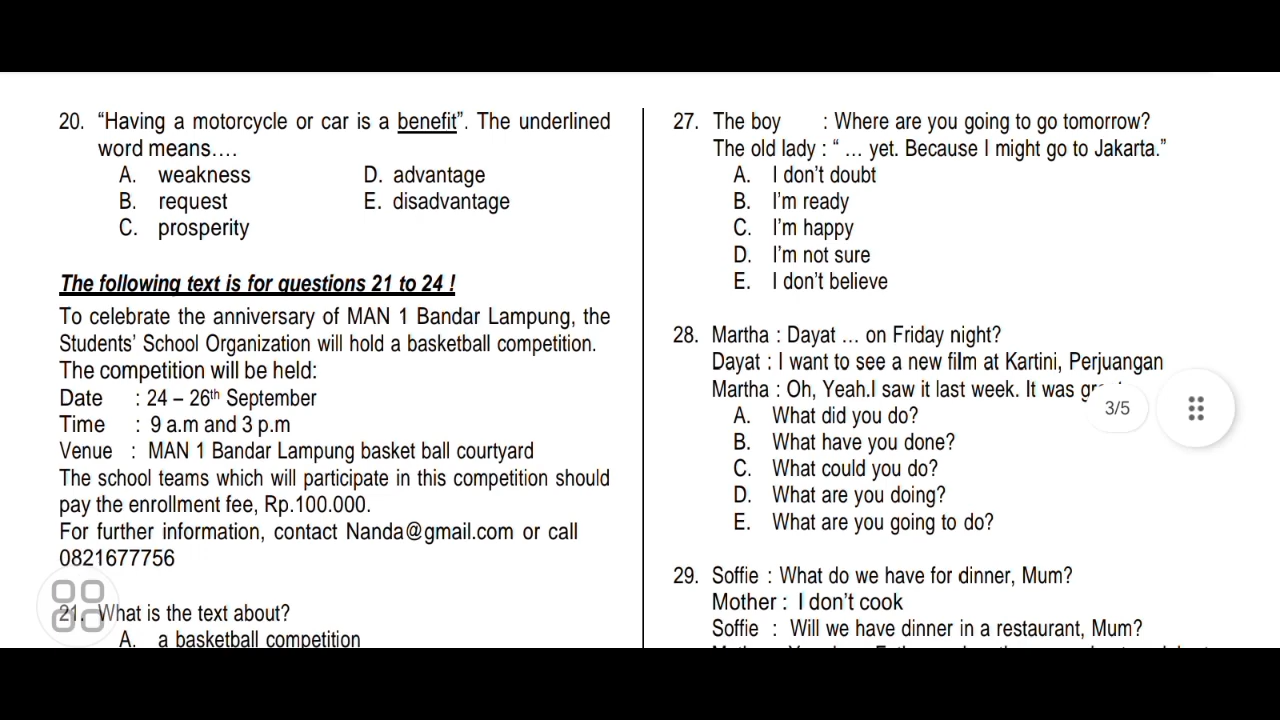 20. “Having a motorcycle or car is a benefit”. The underlined
word means….
A. weakness D. advantage
B. request E. disadvantage
C. prosperity
The following text is for questions 21 to 24 !
To celebrate the anniversary of MAN 1 Bandar Lampung, the
Students’ School Organization will hold a basketball competition.
The competition will be held:
Date : 24 – 26th September
Time : 9 a.m and 3 p.m
Venue : MAN 1 Bandar Lampung basket ball courtyard
The school teams which will participate in this competition should
pay the enrollment fee, Rp.100.000.
For further information, contact Nanda@gmail.com or call
0821677756
21. What is the text about?
A. a basketball competition
27. The boy : Where are you going to go tomorrow?
The old lady : “ … yet. Because I might go to Jakarta.”
A. I don’t doubt
B. I’m ready
C. I’m happy
D. I’m not sure
E. I don’t believe
28. Martha : Dayat … on Friday night?
Dayat : I want to see a new film at Kartini, Perjuangan
Martha : Oh, Yeah.I saw it last week. It was
A. What did you do?
B. What have you done?
C. What could you do?
D. What are you doing?
E. What are you going to do?
3/5
29. Soffie : What do we have for dinner, Mum?
Mother : I don’t cook
Soffie : Will we have dinner in a restaurant, Mum?